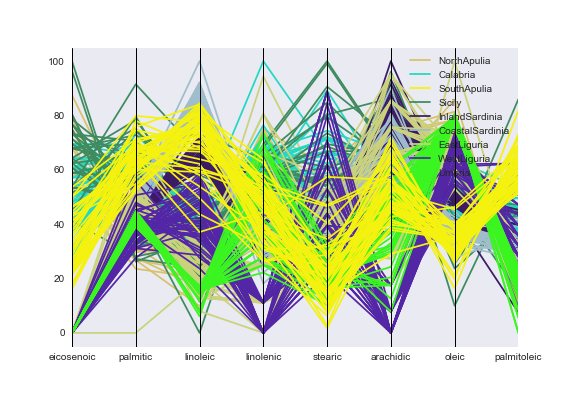 100
80
60
40
20
0
NorthApulia
Calabria
SouthApulia
Sicily
InlandSardinia
CoastalSardinia
EastLiguria
WestLiguria
Umbria
eicosenoic palmitic linoleic linolenic stearic arachidic oleic palmitoleic